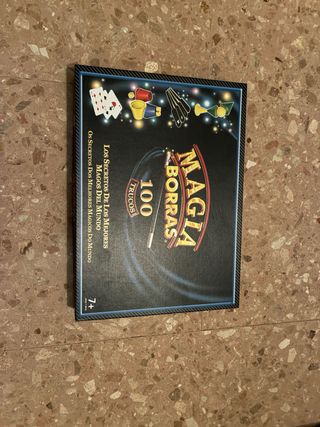 MAGIA
BORRAS
100
TRUCOS
LOS SECRETOS DE LOS MEJORES
MAGOS DEL MUNDO
OS SECRETOS DOS MELHORES MÁGICOS DO MUNDO
7+